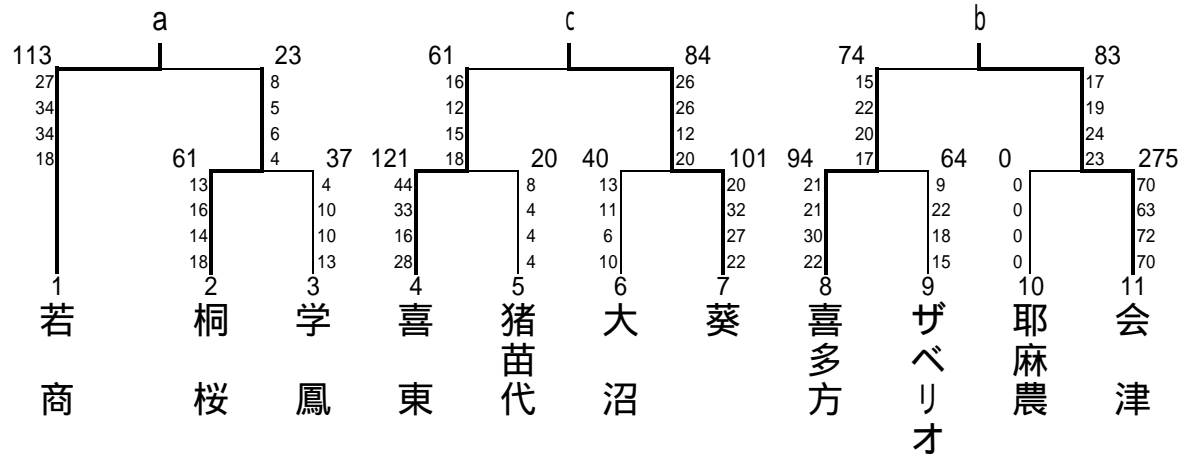 a c b
113 23 61 84 74 83
27 8 16 26 15 17
34 5 12 26 22 19
34 6 15 12 20 24
18 4 18 20 17 23
61 37 121 20 40 101 94 64 0 275
13 4 44 8 13 20 21 9 0 70
16 10 33 4 11 32 21 22 0 63
14 10 16 4 6 27 30 18 0 72
18 13 28 4 10 22 22 15 0 70
1 2 3 4 5 6 7 8 9 10 11
若商
桐桜
学鳳
喜東
猪苗代
大沼
葵
喜多方
ザベリオ
耶麻農
会津